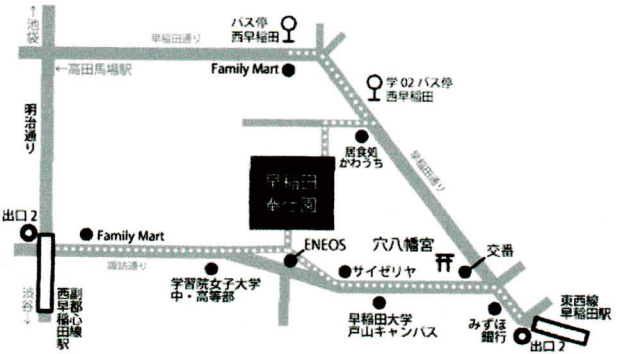 ←池袋
バス停
西早稲田
早稲田通り
←高田馬場駅
Family Mart
学02バス停
西早稲田
明治通り
居食処
かわうち
早稲田通り
早稲田
奉仕園
出口2
Family Mart
ENEOS
穴八幡宮
交番
諏訪通り
サイゼリヤ
学習院女子大学
中・高等部
渋谷→
副都心線
西早稲田駅
早稲田大学
戸山キャンパス
みずほ
銀行
東西線
早稲田駅
出口2